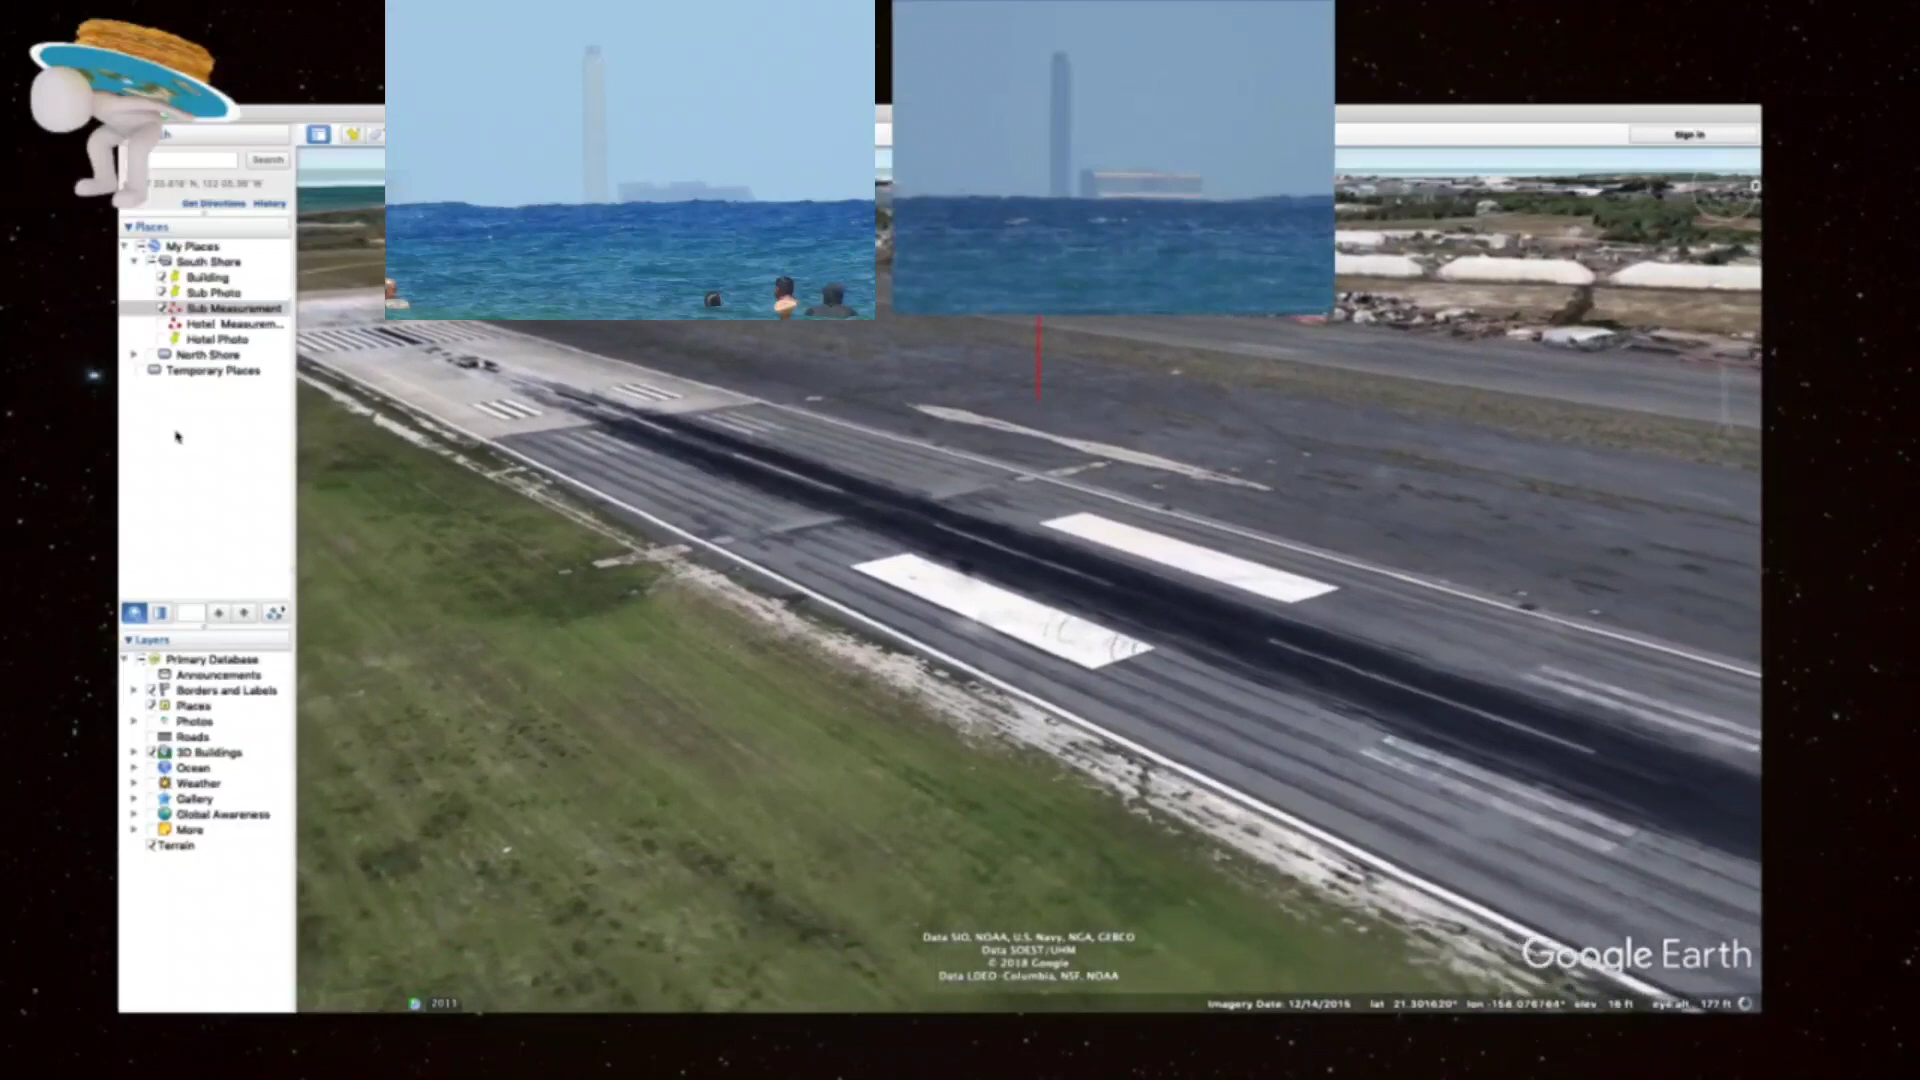 Sign in
Search
Get Directions History
Places
My Places
South Shore
Building
Sub Photo
Sub Measurement
Hotel Measurem...
Hotel Photo
North Shore
Temporary Places
Layers
Primary Database
Announcements
Borders and Labels
Places
Photos
Roads
3D Buildings
Ocean
Weather
Gallery
Global Awareness
More
Terrain
Data SIO, NOAA, U.S. Navy, NGA, GEBCO
Data SOEST/UHM
© 2018 Google
Data LDEO-Columbia, NSF, NOAA
Google Earth
Imagery Date: 12/14/2015 lat 21.301620° lon -158.076764° elev 16 ft eye alt 177 ft